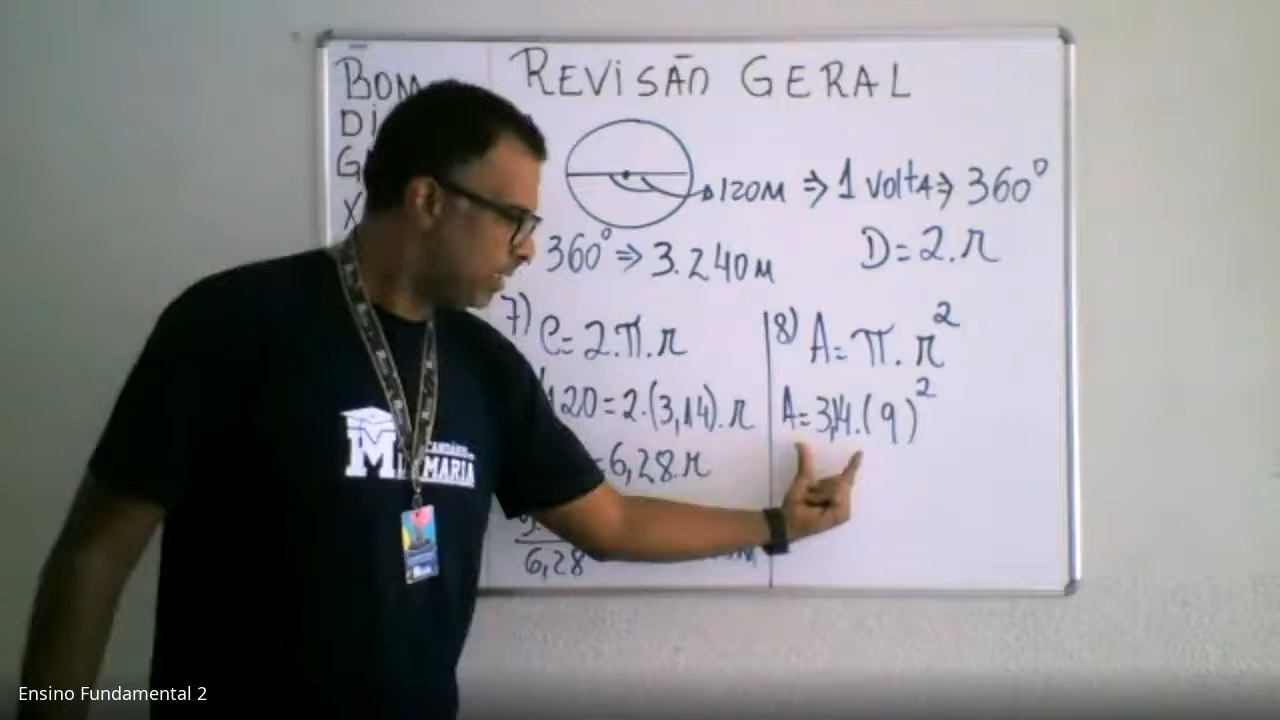 BOM
REVISÃO GERAL
DI
G
X
120M ⇒ 1 VOLTA ⇒ 360°
360° ⇒ 3.240M
D = 2.r
7) C = 2.π.r
120 = 2.(3,14).r
= 6,28.r
6,28
8) A = π.r²
A = 3,14.(9)²
M
MARIA
Ensino Fundamental 2